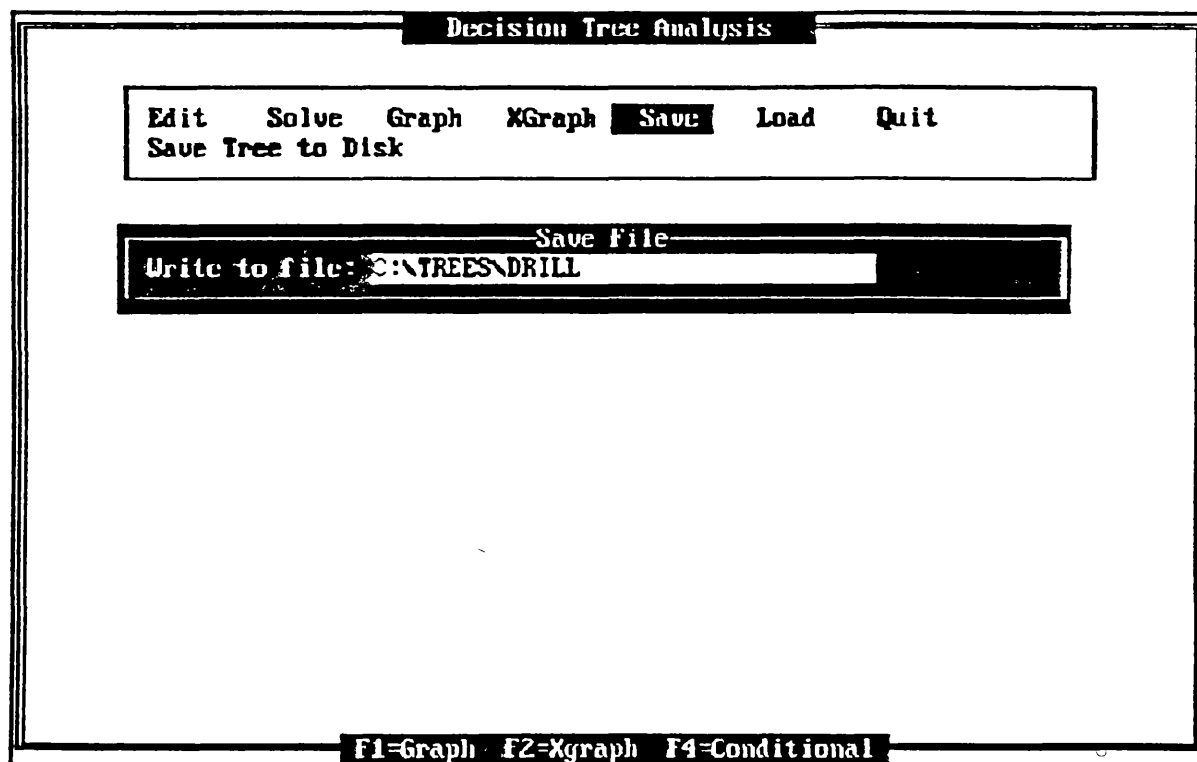 Decision Tree Analysis
Edit Solve Graph XGraph Save Load Quit
Save Tree to Disk
Save File
Write to file: C:\TREES\DRILL
F1=Graph F2=Xgraph F4=Conditional